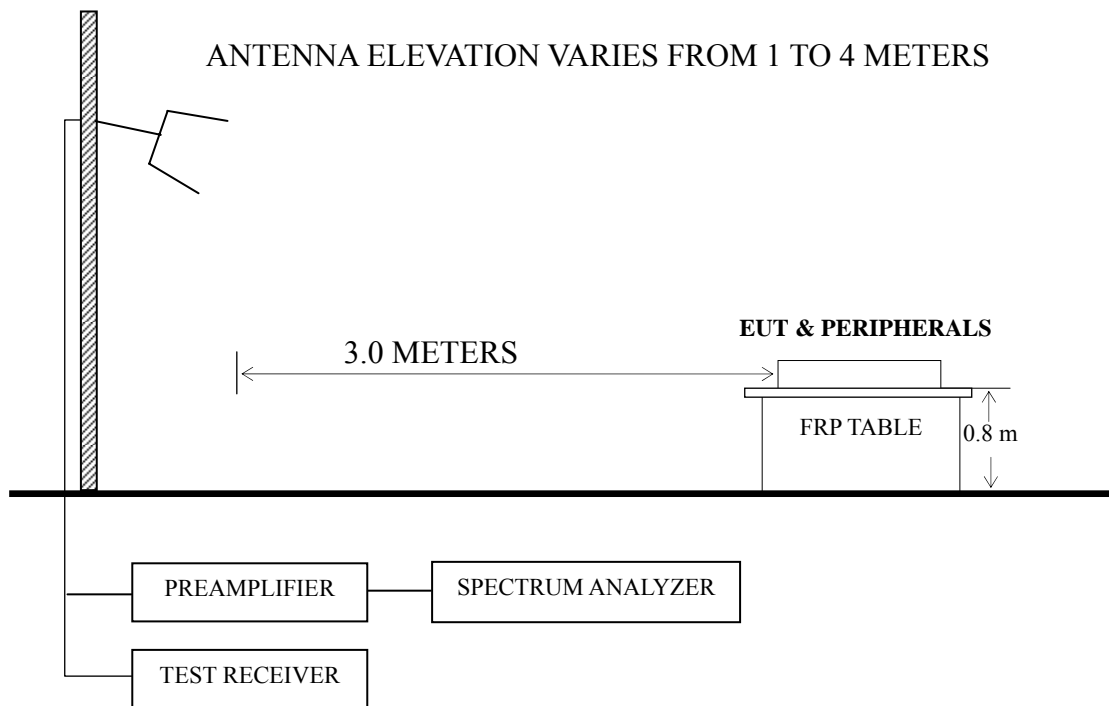 ANTENNA ELEVATION VARIES FROM 1 TO 4 METERS
EUT & PERIPHERALS
3.0 METERS
FRP TABLE
0.8 m
PREAMPLIFIER
SPECTRUM ANALYZER
TEST RECEIVER